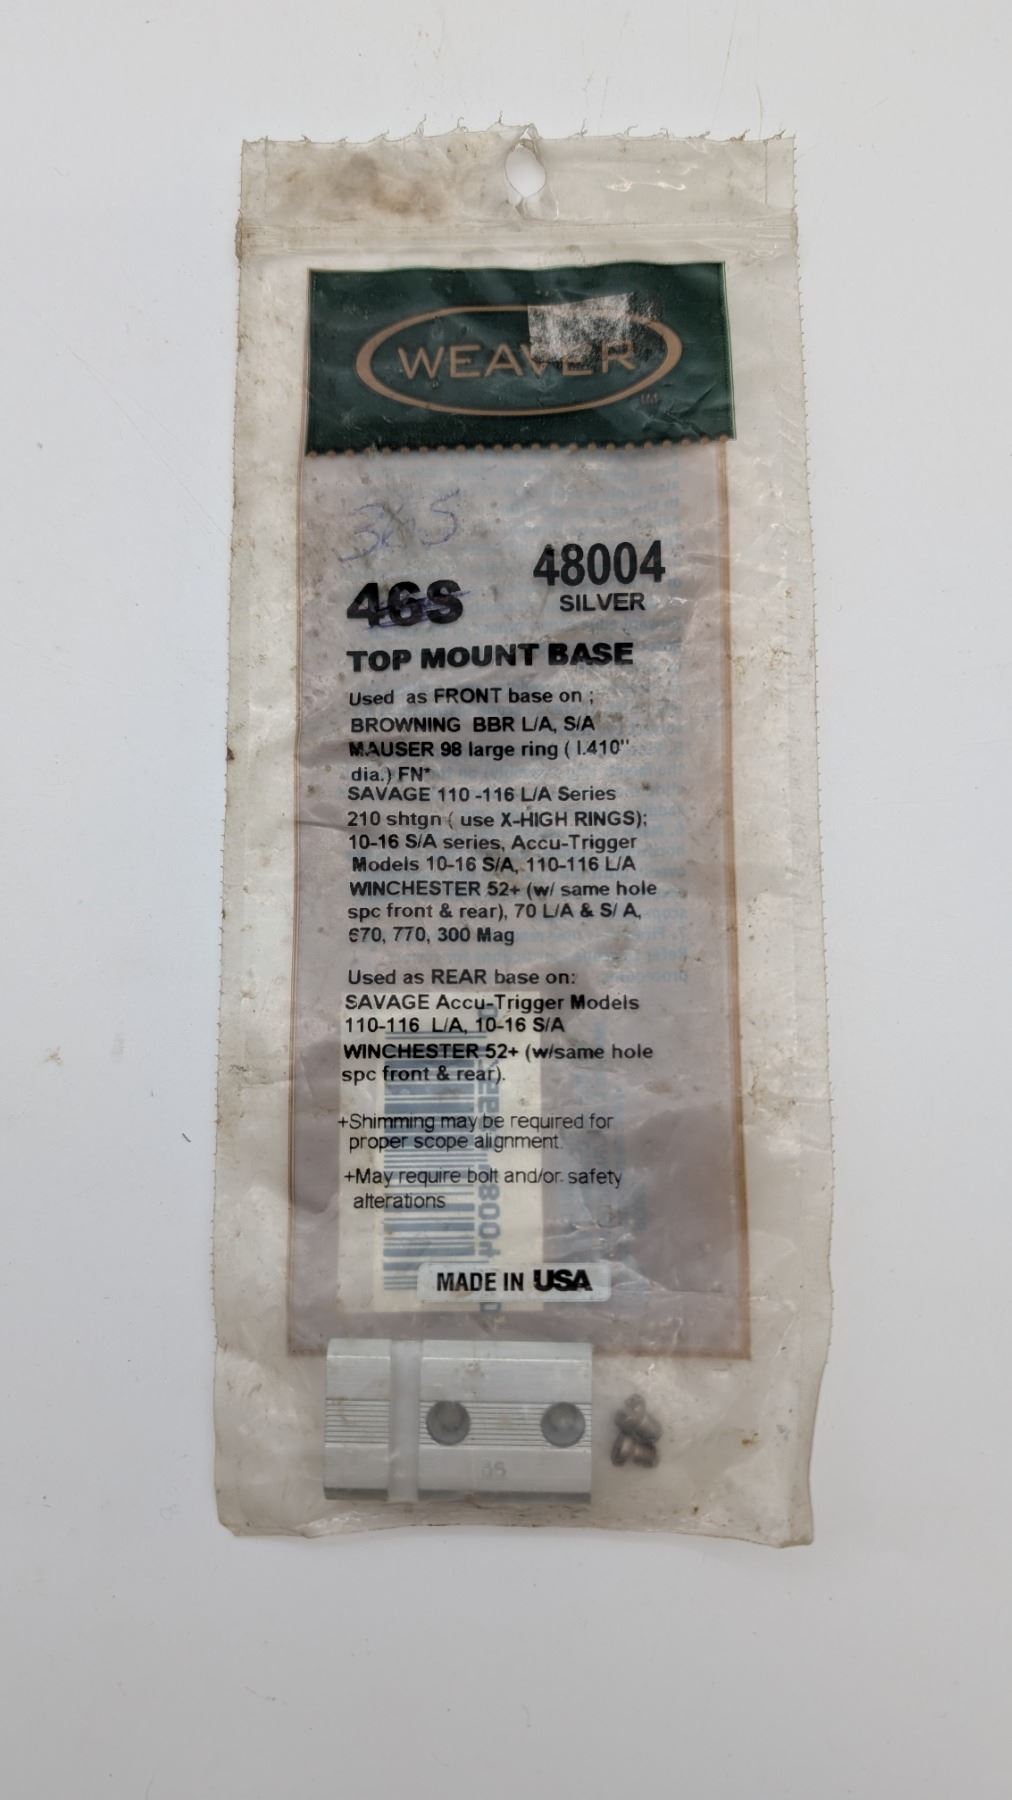 WEAVER
48004
46S
SILVER
TOP MOUNT BASE
Used as FRONT base on ;
BROWNING BBR L/A, S/A
MAUSER 98 large ring ( 1.410"
dia.) FN*
SAVAGE 110 -116 L/A Series
210 shtgn ( use X-HIGH RINGS);
10-16 S/A series, Accu-Trigger
Models 10-16 S/A, 110-116 L/A
WINCHESTER 52+ (w/ same hole
spc front & rear), 70 L/A & S/ A,
670, 770, 300 Mag
Used as REAR base on:
SAVAGE Accu-Trigger Models
110-116 L/A, 10-16 S/A
WINCHESTER 52+ (w/same hole
spc front & rear).
+Shimming may be required for
proper scope alignment.
+May require bolt and/or safety
alterations
MADE IN USA